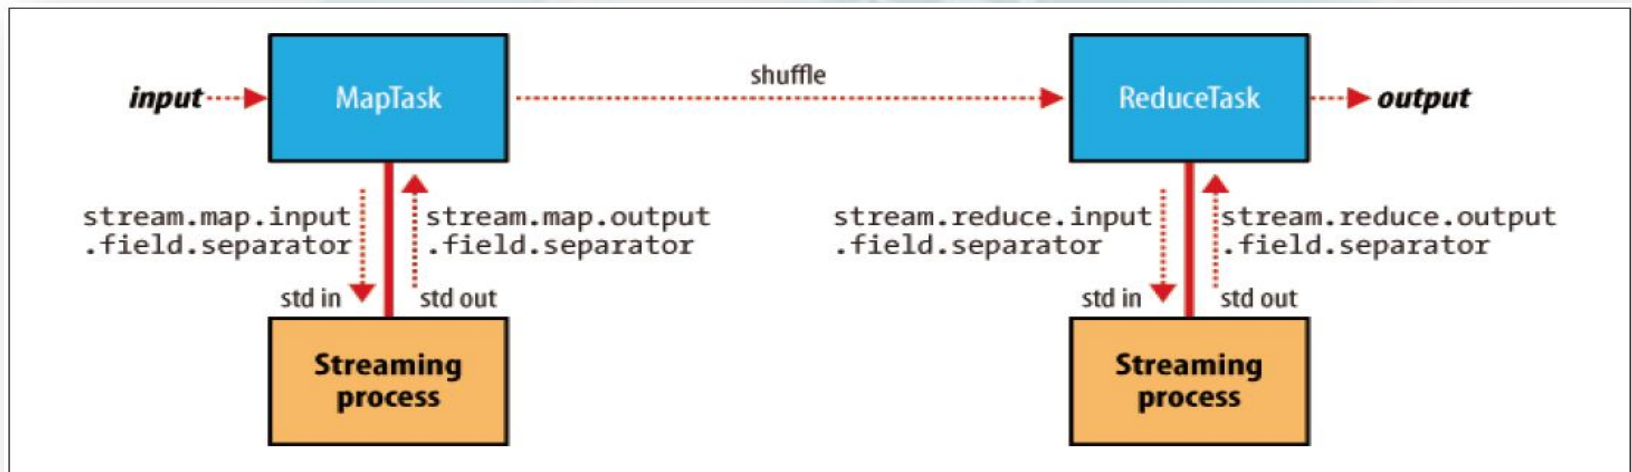 input
MapTask
shuffle
ReduceTask
output
stream.map.input
.field.separator
stream.map.output
.field.separator
stream.reduce.input
.field.separator
stream.reduce.output
.field.separator
std in
std out
std in
std out
Streaming
process
Streaming
process